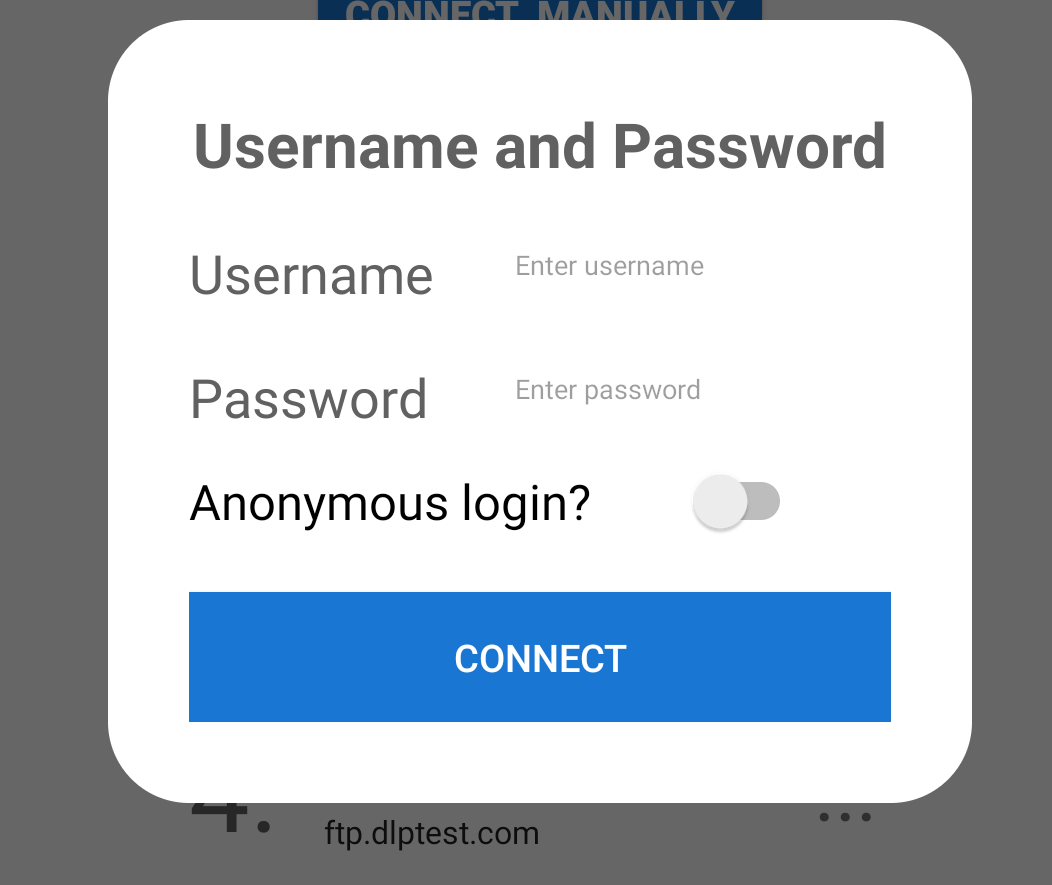 CONNECT MANUALLY
Username and Password
Username Enter username
Password Enter password
Anonymous login?
CONNECT
4.
ftp.dlptest.com